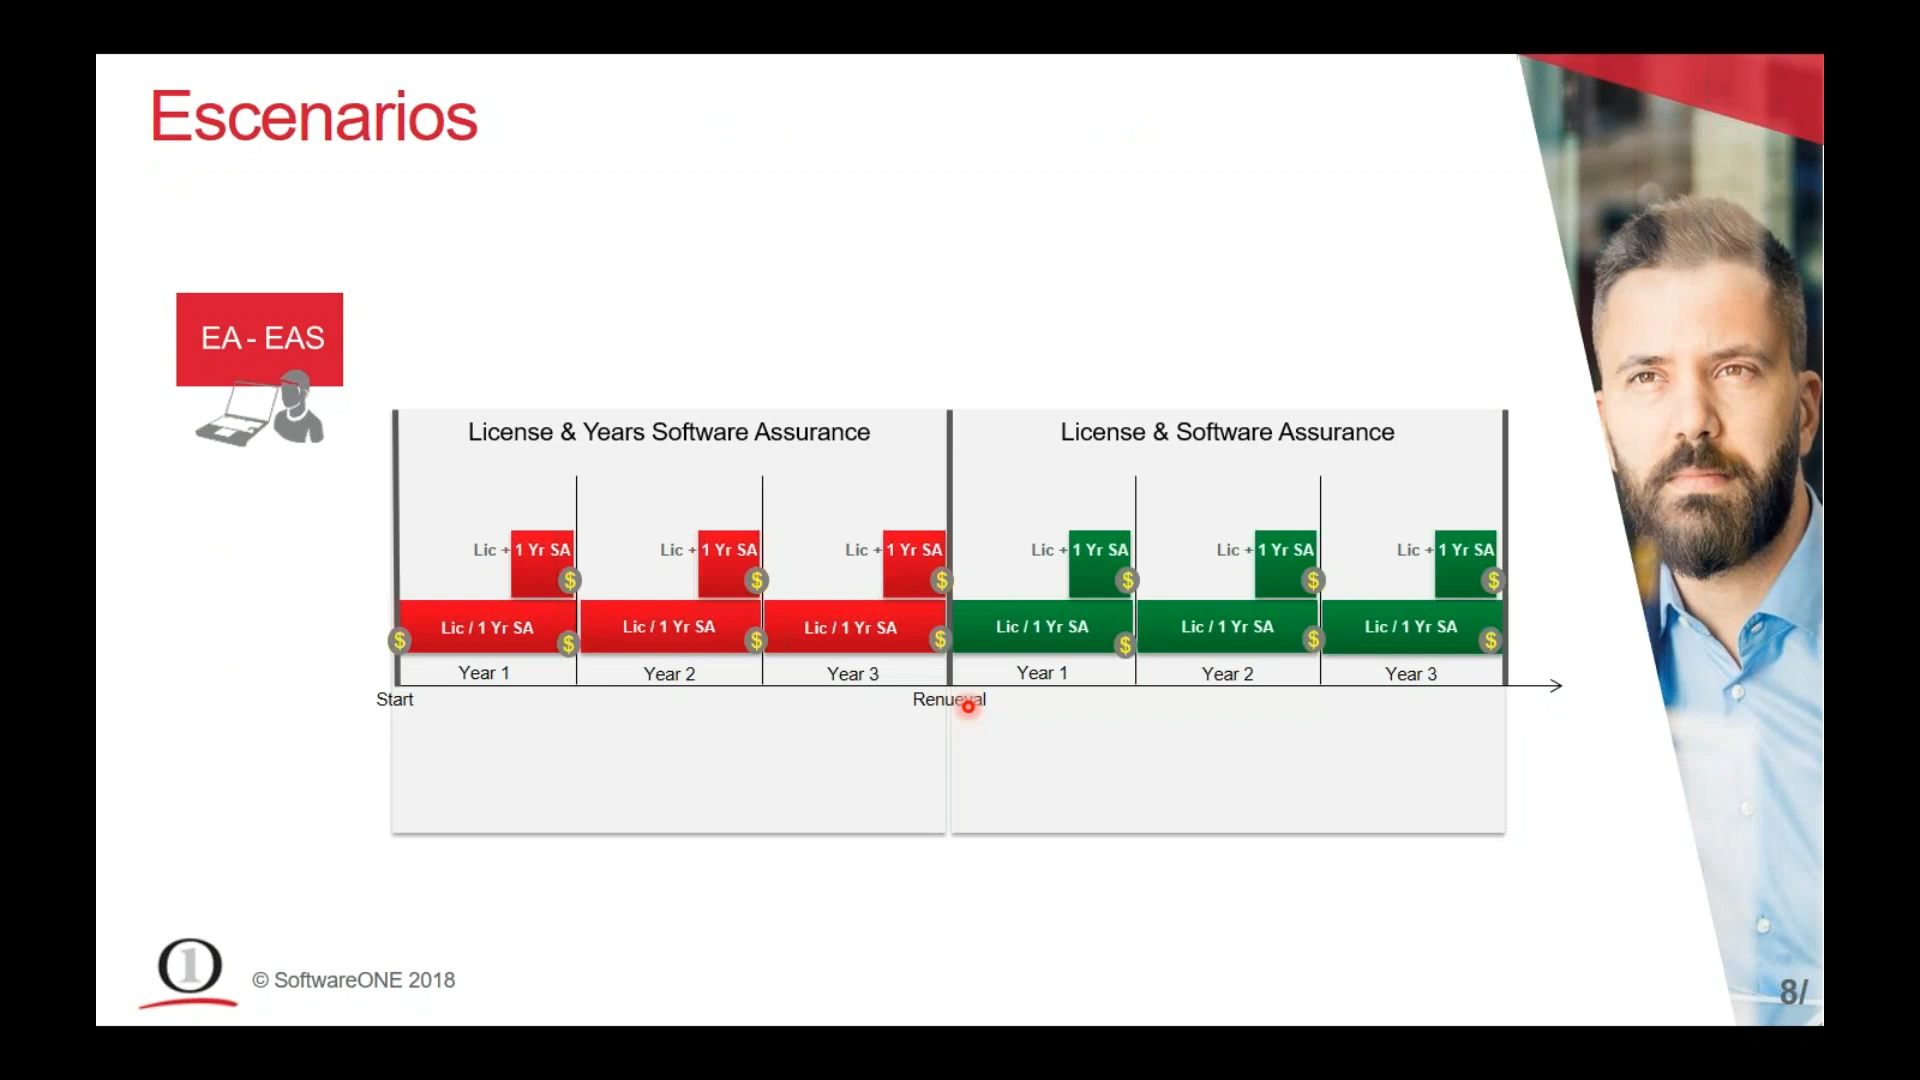 Escenarios
EA - EAS
License & Years Software Assurance
License & Software Assurance
Lic + 1 Yr SA
Lic + 1 Yr SA
Lic + 1 Yr SA
Lic + 1 Yr SA
Lic + 1 Yr SA
Lic + 1 Yr SA
$ $ $ $ $ $
Lic / 1 Yr SA
Lic / 1 Yr SA
Lic / 1 Yr SA
Lic / 1 Yr SA
Lic / 1 Yr SA
Lic / 1 Yr SA
$ $ $ $ $ $ $
Year 1
Year 2
Year 3
Year 1
Year 2
Year 3
Start
Renueval
1
© SoftwareONE 2018
8/